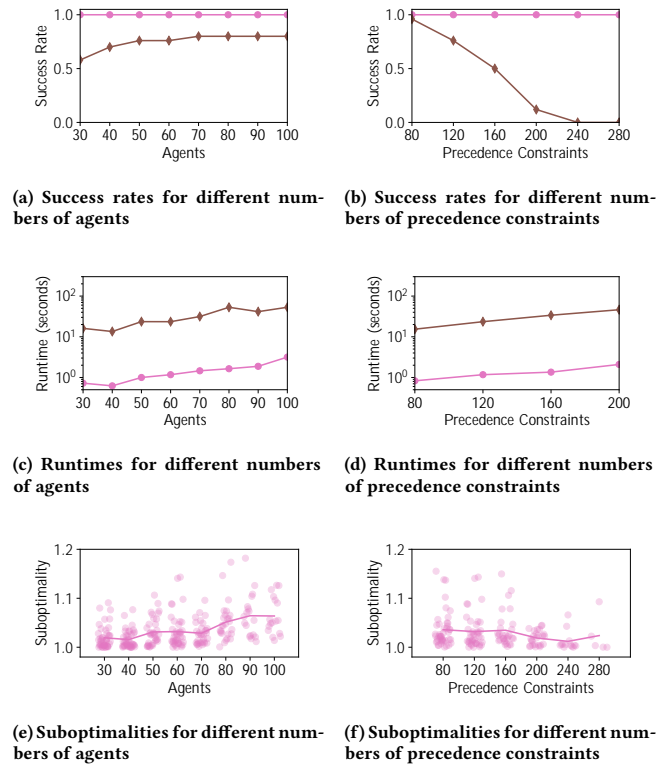 1.0
0.5
0.0
Success Rate
30 40 50 60 70 80 90 100
Agents
1.0
0.5
0.0
Success Rate
80 120 160 200 240 280
Precedence Constraints
(a) Success rates for different num-
bers of agents
(b) Success rates for different num-
bers of precedence constraints
10²
10¹
10⁰
Runtime (seconds)
30 40 50 60 70 80 90 100
Agents
10²
10¹
10⁰
Runtime (seconds)
80 120 160 200
Precedence Constraints
(c) Runtimes for different numbers
of agents
(d) Runtimes for different numbers
of precedence constraints
1.2
1.1
1.0
Suboptimality
30 40 50 60 70 80 90 100
Agents
1.2
1.1
1.0
Suboptimality
80 120 160 200 240 280
Precedence Constraints
(e) Suboptimalities for different num-
bers of agents
(f) Suboptimalities for different num-
bers of precedence constraints